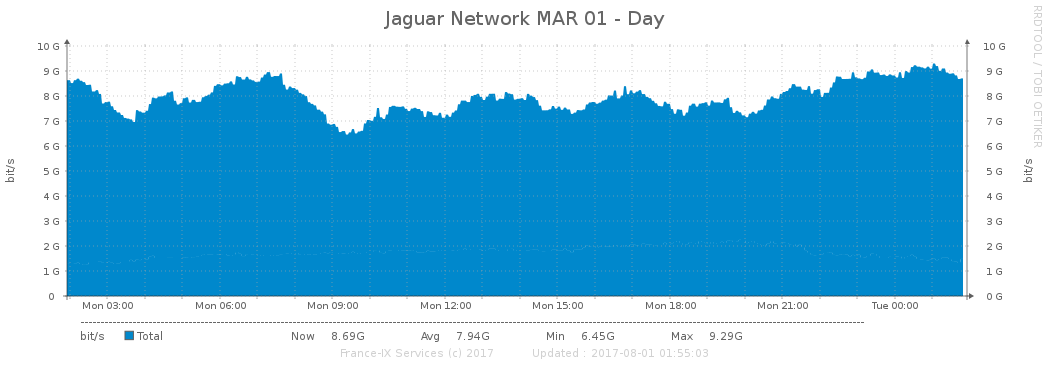 Jaguar Network MAR 01 - Day
RRDTOOL / TOBI OETIKER
10 G 10 G
9 G 9 G
8 G 8 G
7 G 7 G
6 G 6 G
bit/s 5 G 5 G bit/s
4 G 4 G
3 G 3 G
2 G 2 G
1 G 1 G
0 0 G
Mon 03:00 Mon 06:00 Mon 09:00 Mon 12:00 Mon 15:00 Mon 18:00 Mon 21:00 Tue 00:00
bit/s Total Now 8.69G Avg 7.94G Min 6.45G Max 9.29G
France-IX Services (c) 2017 Updated : 2017-08-01 01:55:03